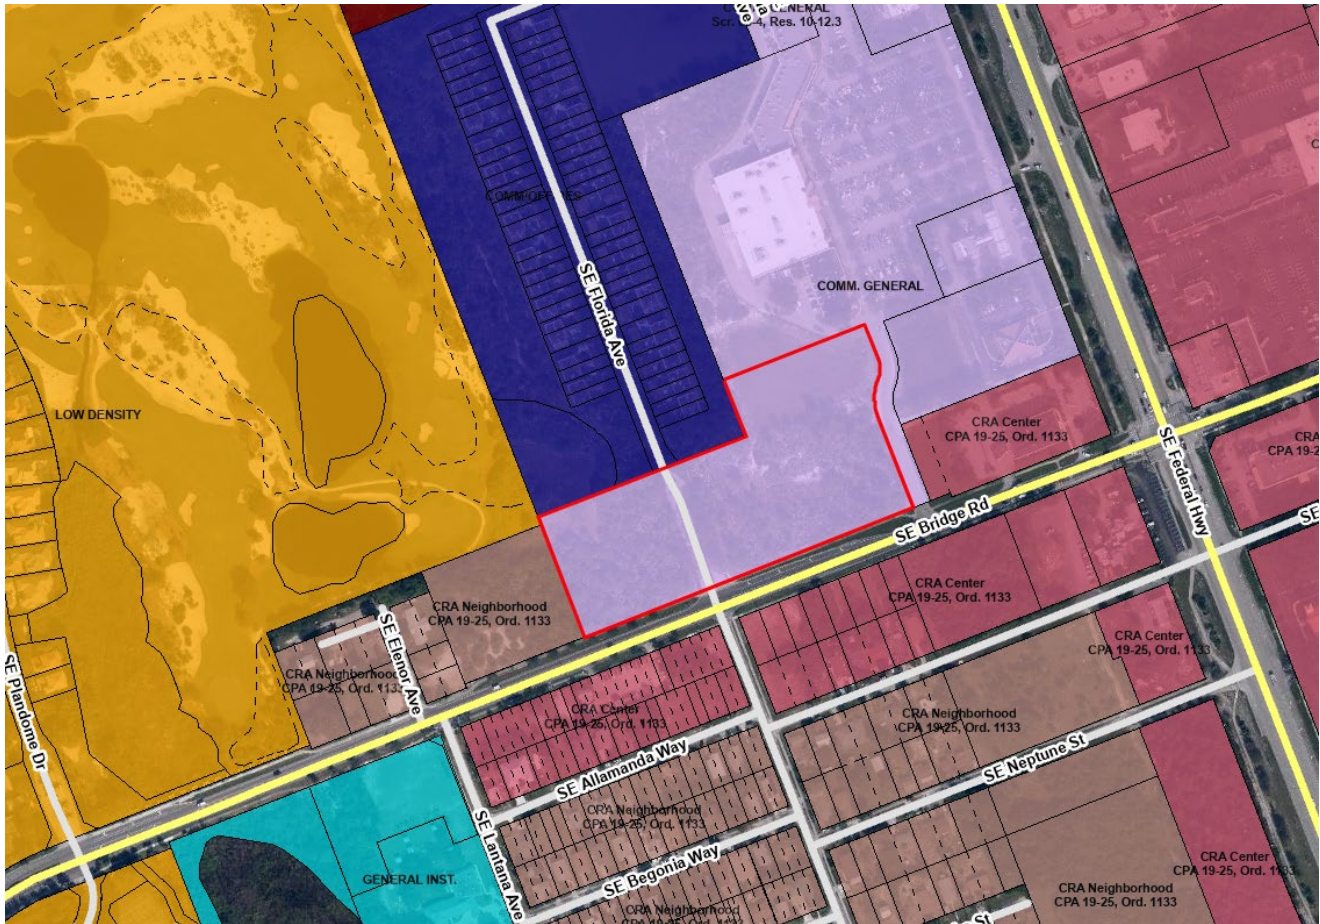 COMM. GENERAL
Scr. 
4, Res. 10-12.3
Ave
COMM/OFFICES
SE Florida Ave
COMM. GENERAL
LOW DENSITY
CRA Center
CPA 19-25, Ord. 1133
SE Federal Hwy
CRA
CPA 19-2
SE
SE Bridge Rd
CRA Center
CPA 19-25, Ord. 1133
CRA Neighborhood
CPA 19-25, Ord. 1133
SE Elenor Ave
CRA Center
CPA 19-25, Ord. 1133
CRA Neighborhood
CPA 19-25, Ord. 1133
SE Plandome Dr
CRA Center
CPA 19-25, Ord. 1133
CRA Neighborhood
CPA 19-25, Ord. 1133
SE Allamanda Way
SE Neptune St
CRA Neighborhood
CPA 19-25, Ord. 1133
SE Lantana Ave
SE Begonia Way
CRA Center
CPA 19-25, Ord. 1133
GENERAL INST.
CRA Neighborhood
CPA 19-25, Ord. 1133
CRA Neighborhood
St